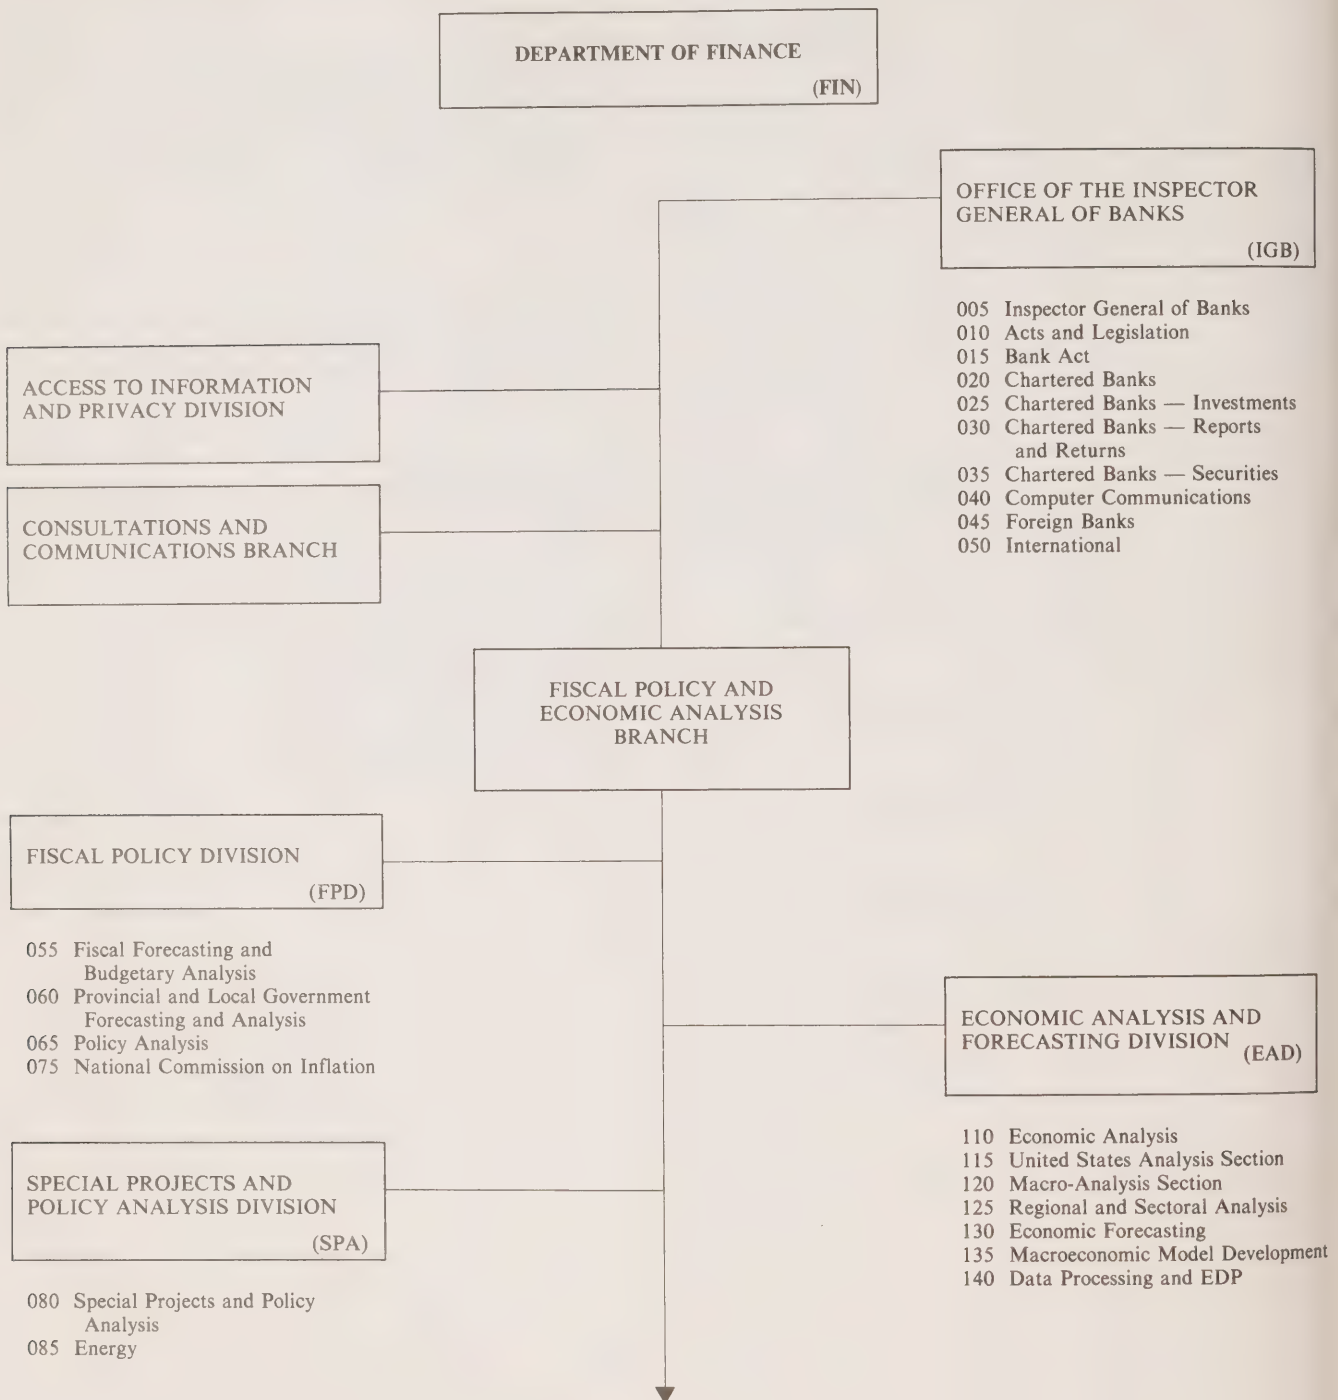 DEPARTMENT OF FINANCE
(FIN)
OFFICE OF THE INSPECTOR
GENERAL OF BANKS
(IGB)
005 Inspector General of Banks
010 Acts and Legislation
015 Bank Act
020 Chartered Banks
025 Chartered Banks — Investments
030 Chartered Banks — Reports
and Returns
035 Chartered Banks — Securities
040 Computer Communications
045 Foreign Banks
050 International
ACCESS TO INFORMATION
AND PRIVACY DIVISION
CONSULTATIONS AND
COMMUNICATIONS BRANCH
FISCAL POLICY AND
ECONOMIC ANALYSIS
BRANCH
FISCAL POLICY DIVISION
(FPD)
055 Fiscal Forecasting and
Budgetary Analysis
060 Provincial and Local Government
Forecasting and Analysis
065 Policy Analysis
075 National Commission on Inflation
ECONOMIC ANALYSIS AND
FORECASTING DIVISION (EAD)
110 Economic Analysis
115 United States Analysis Section
120 Macro-Analysis Section
125 Regional and Sectoral Analysis
130 Economic Forecasting
135 Macroeconomic Model Development
140 Data Processing and EDP
SPECIAL PROJECTS AND
POLICY ANALYSIS DIVISION
(SPA)
080 Special Projects and Policy
Analysis
085 Energy